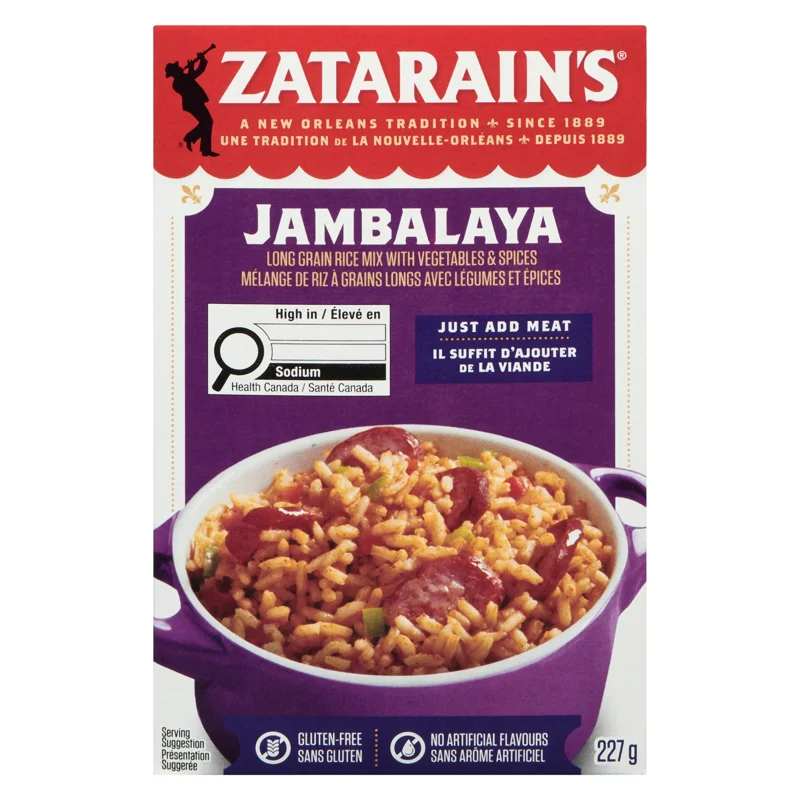 ZATARAIN'S®
A NEW ORLEANS TRADITION ⚜ SINCE 1889
UNE TRADITION DE LA NOUVELLE-ORLÉANS ⚜ DEPUIS 1889
JAMBALAYA
LONG GRAIN RICE MIX WITH VEGETABLES & SPICES
MÉLANGE DE RIZ À GRAINS LONGS AVEC LÉGUMES ET ÉPICES
High in / Élevé en
Sodium
Health Canada / Santé Canada
JUST ADD MEAT
IL SUFFIT D'AJOUTER
DE LA VIANDE
Serving
Suggestion
Présentation
Suggérée
GLUTEN-FREE
SANS GLUTEN
NO ARTIFICIAL FLAVOURS
SANS ARÔME ARTIFICIEL
227 g